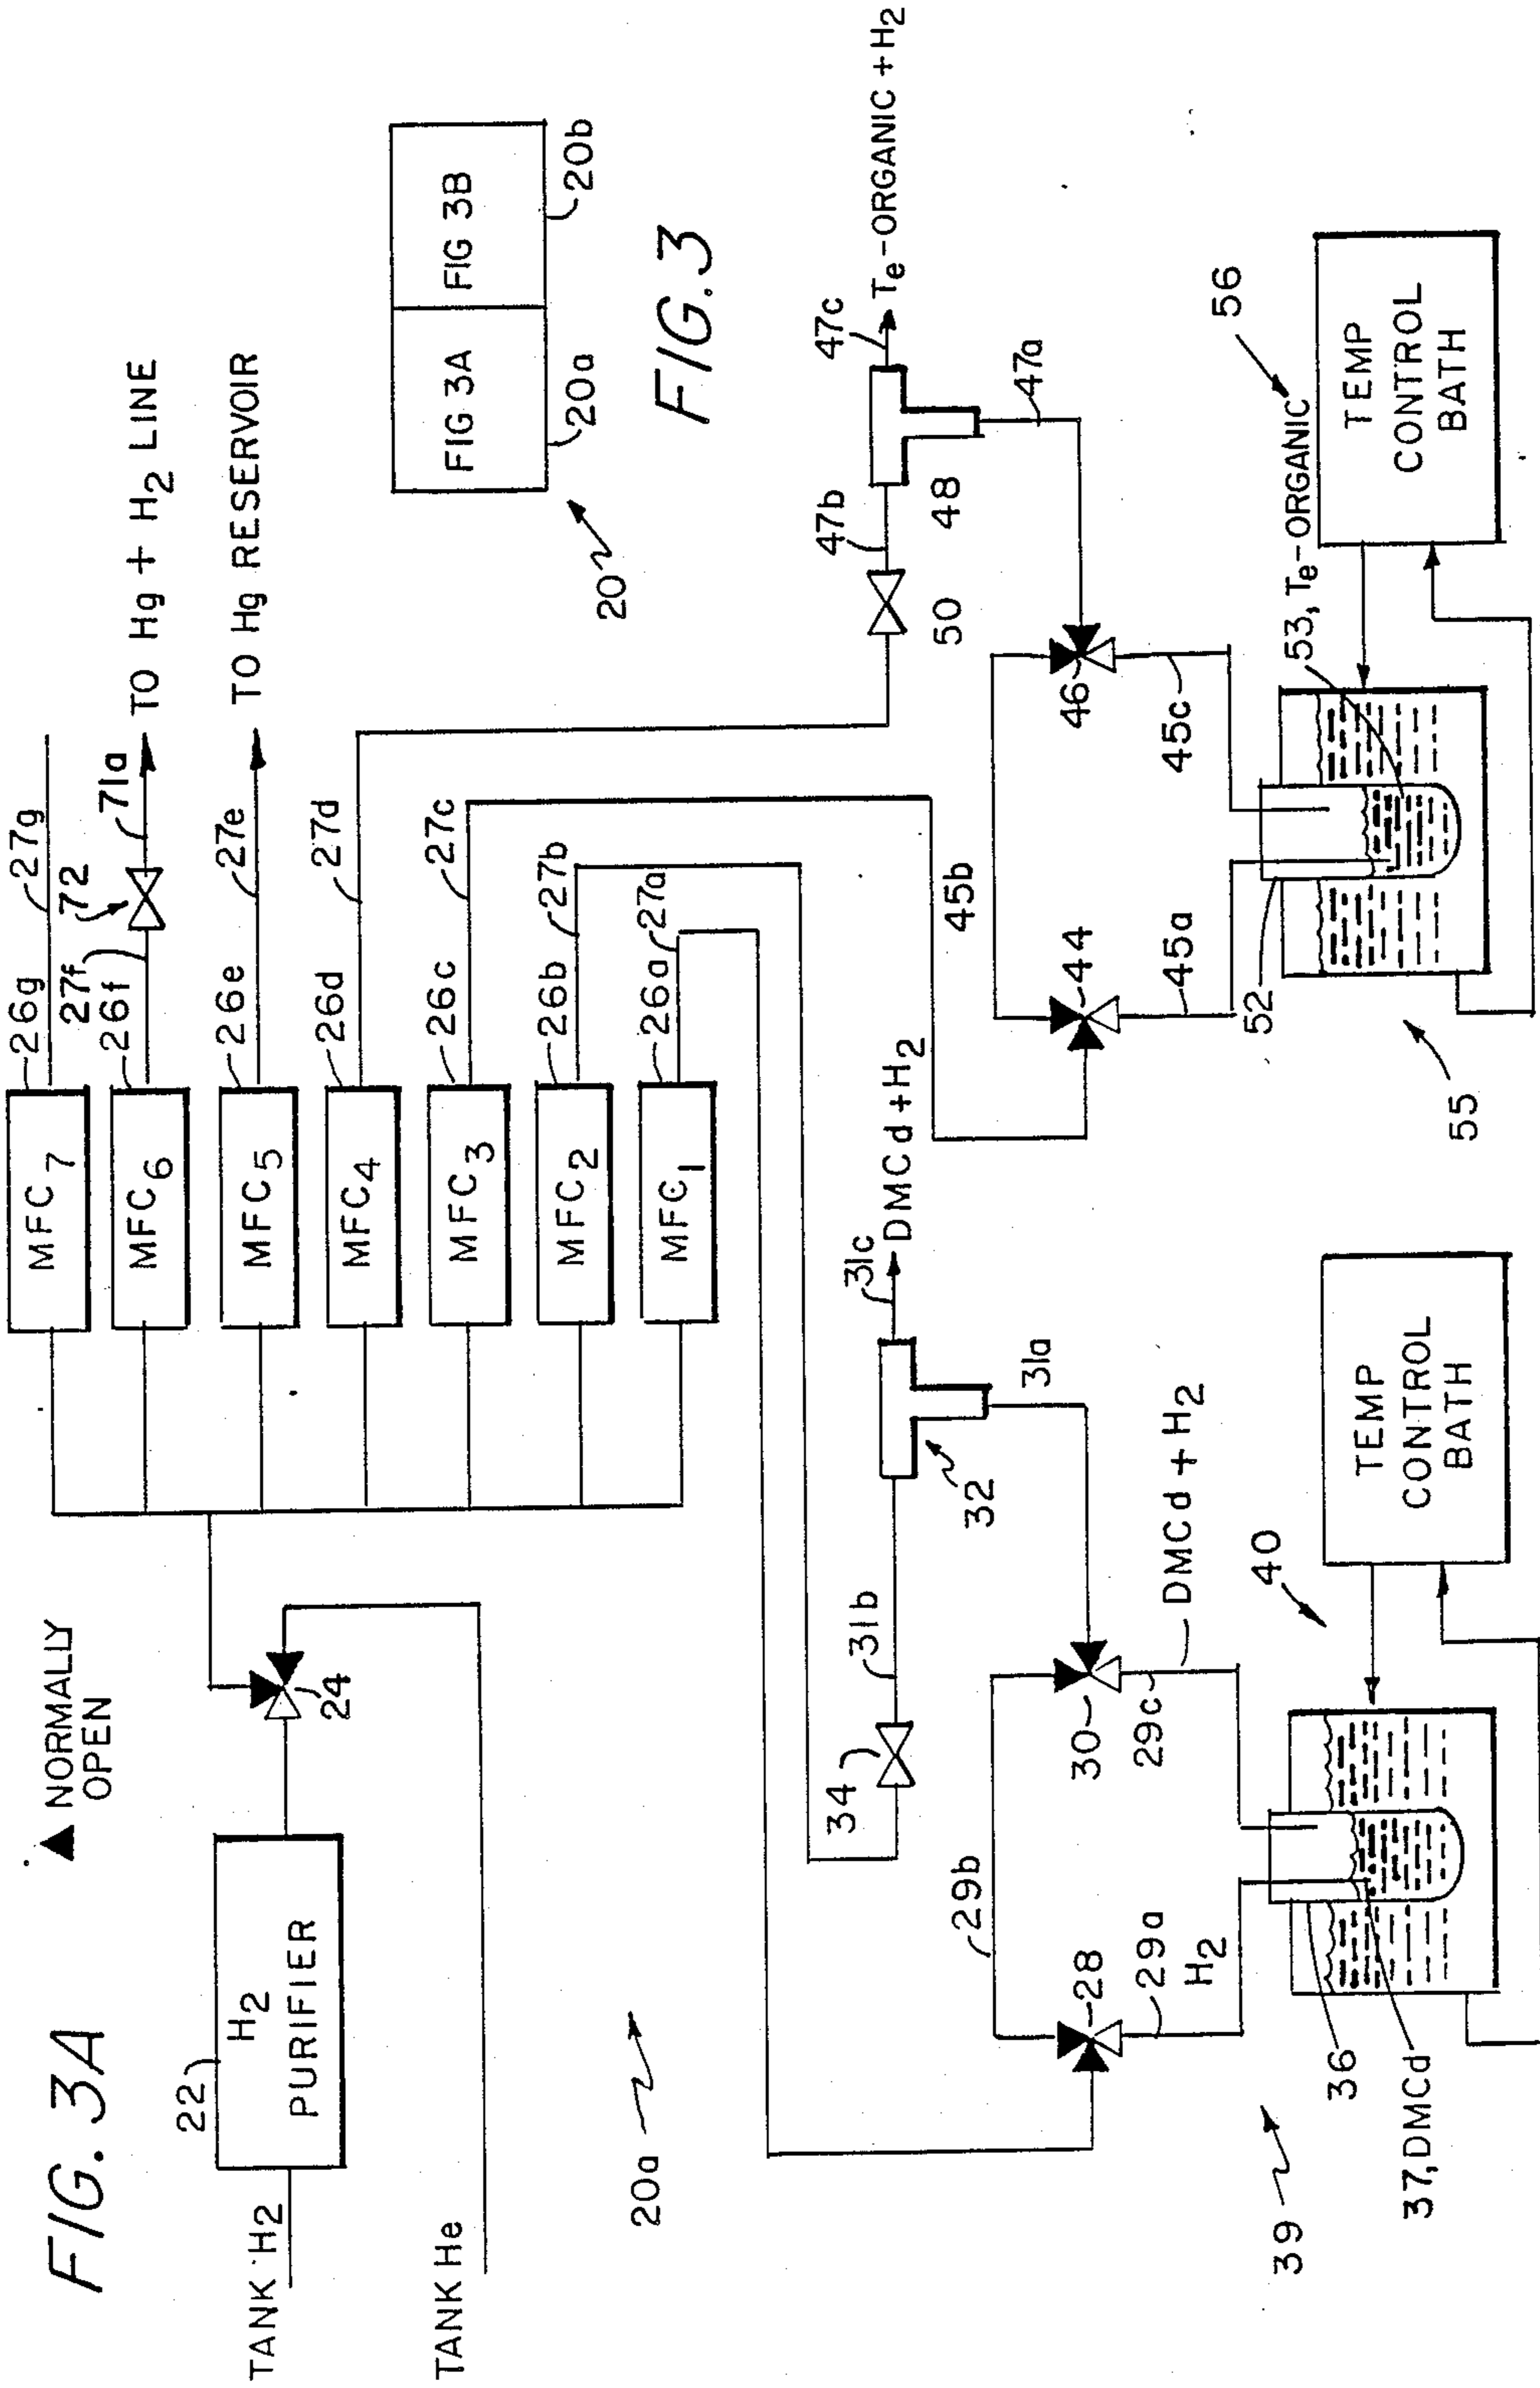 FIG. 3A
▲ NORMALLY
OPEN
TANK H2
22
H2
PURIFIER
24
TANK He
20a
MFC7
26g
27g
MFC6
26f
27f
72
71a
TO Hg + H2 LINE
MFC5
26e
27e
TO Hg RESERVOIR
MFC4
26d
27d
MFC3
26c
27c
MFC2
26b
27b
MFC1
26a
27a
FIG 3A
FIG 3B
20a
20b
20
FIG. 3
34
31b
32
31c
DMCd + H2
31a
29b
28
30
29a
H2
29c
DMCd + H2
36
37, DMCd
39
40
TEMP
CONTROL
BATH
50
47b
48
47c
Te-ORGANIC + H2
47a
45b
44
46
45a
45c
52
53, Te-ORGANIC
55
56
TEMP
CONTROL
BATH